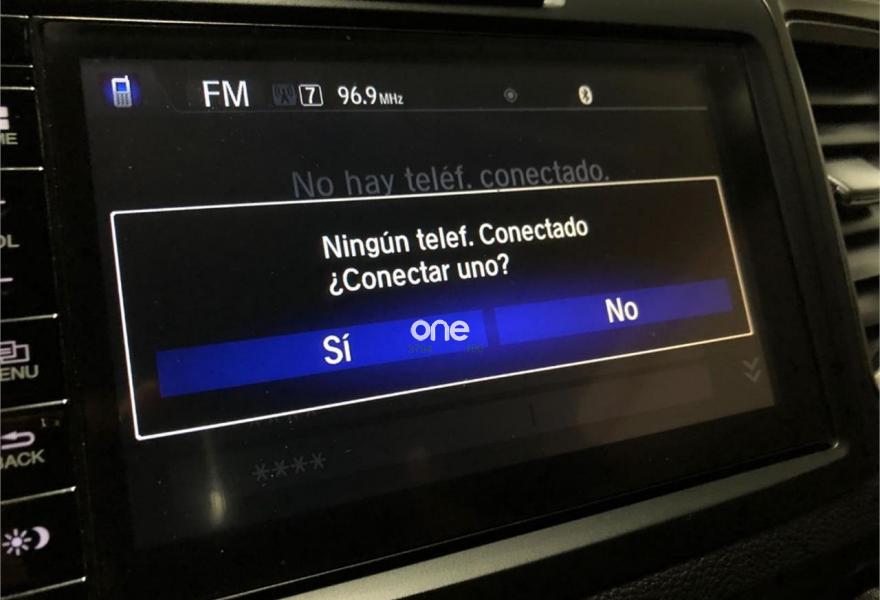 FM 7 96.9 MHz
No hay teléf. conectado.
Ningún telef. Conectado
¿Conectar uno?
Sí
No
one
****
ME
OL
ENU
BACK